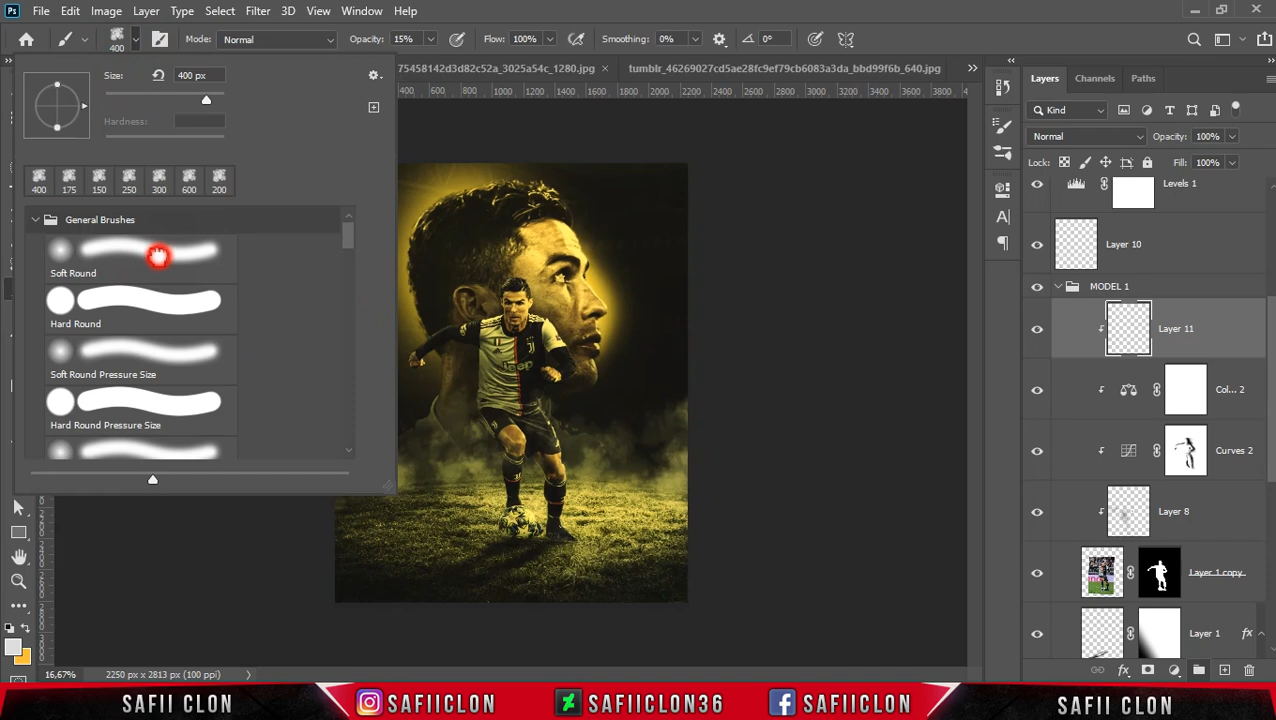 Ps File Edit Image Layer Type Select Filter 3D View Window Help
400 Mode: Normal Opacity: 15% Flow: 100% Smoothing: 0% 0°
75458142d3d82c52a_3025a54c_1280.jpg × tumblr_46269027cd5ae28fc9ef79cb6083a3da_bbd99f6b_640.jpg
400 600 800 1000 1200 1400 1600 1800 2000 2200 2400 2600 2800 3000 3200 3400 3600 3800 4
Size: 400 px
Hardness:
400 175 150 250 300 600 200
General Brushes
Soft Round
Hard Round
Soft Round Pressure Size
Hard Round Pressure Size
Jeep
Layers Channels Paths
Kind
Normal Opacity: 100%
Lock: Fill: 100%
Levels 1
Layer 10
MODEL 1
Layer 11
Col... 2
Curves 2
Layer 8
Layer 1 copy
Layer 1 fx
16,67% 2250 px x 2813 px (100 ppi)
SAFII CLON SAFIICLON SAFIICLON36 SAFIICLON SAFII CLON